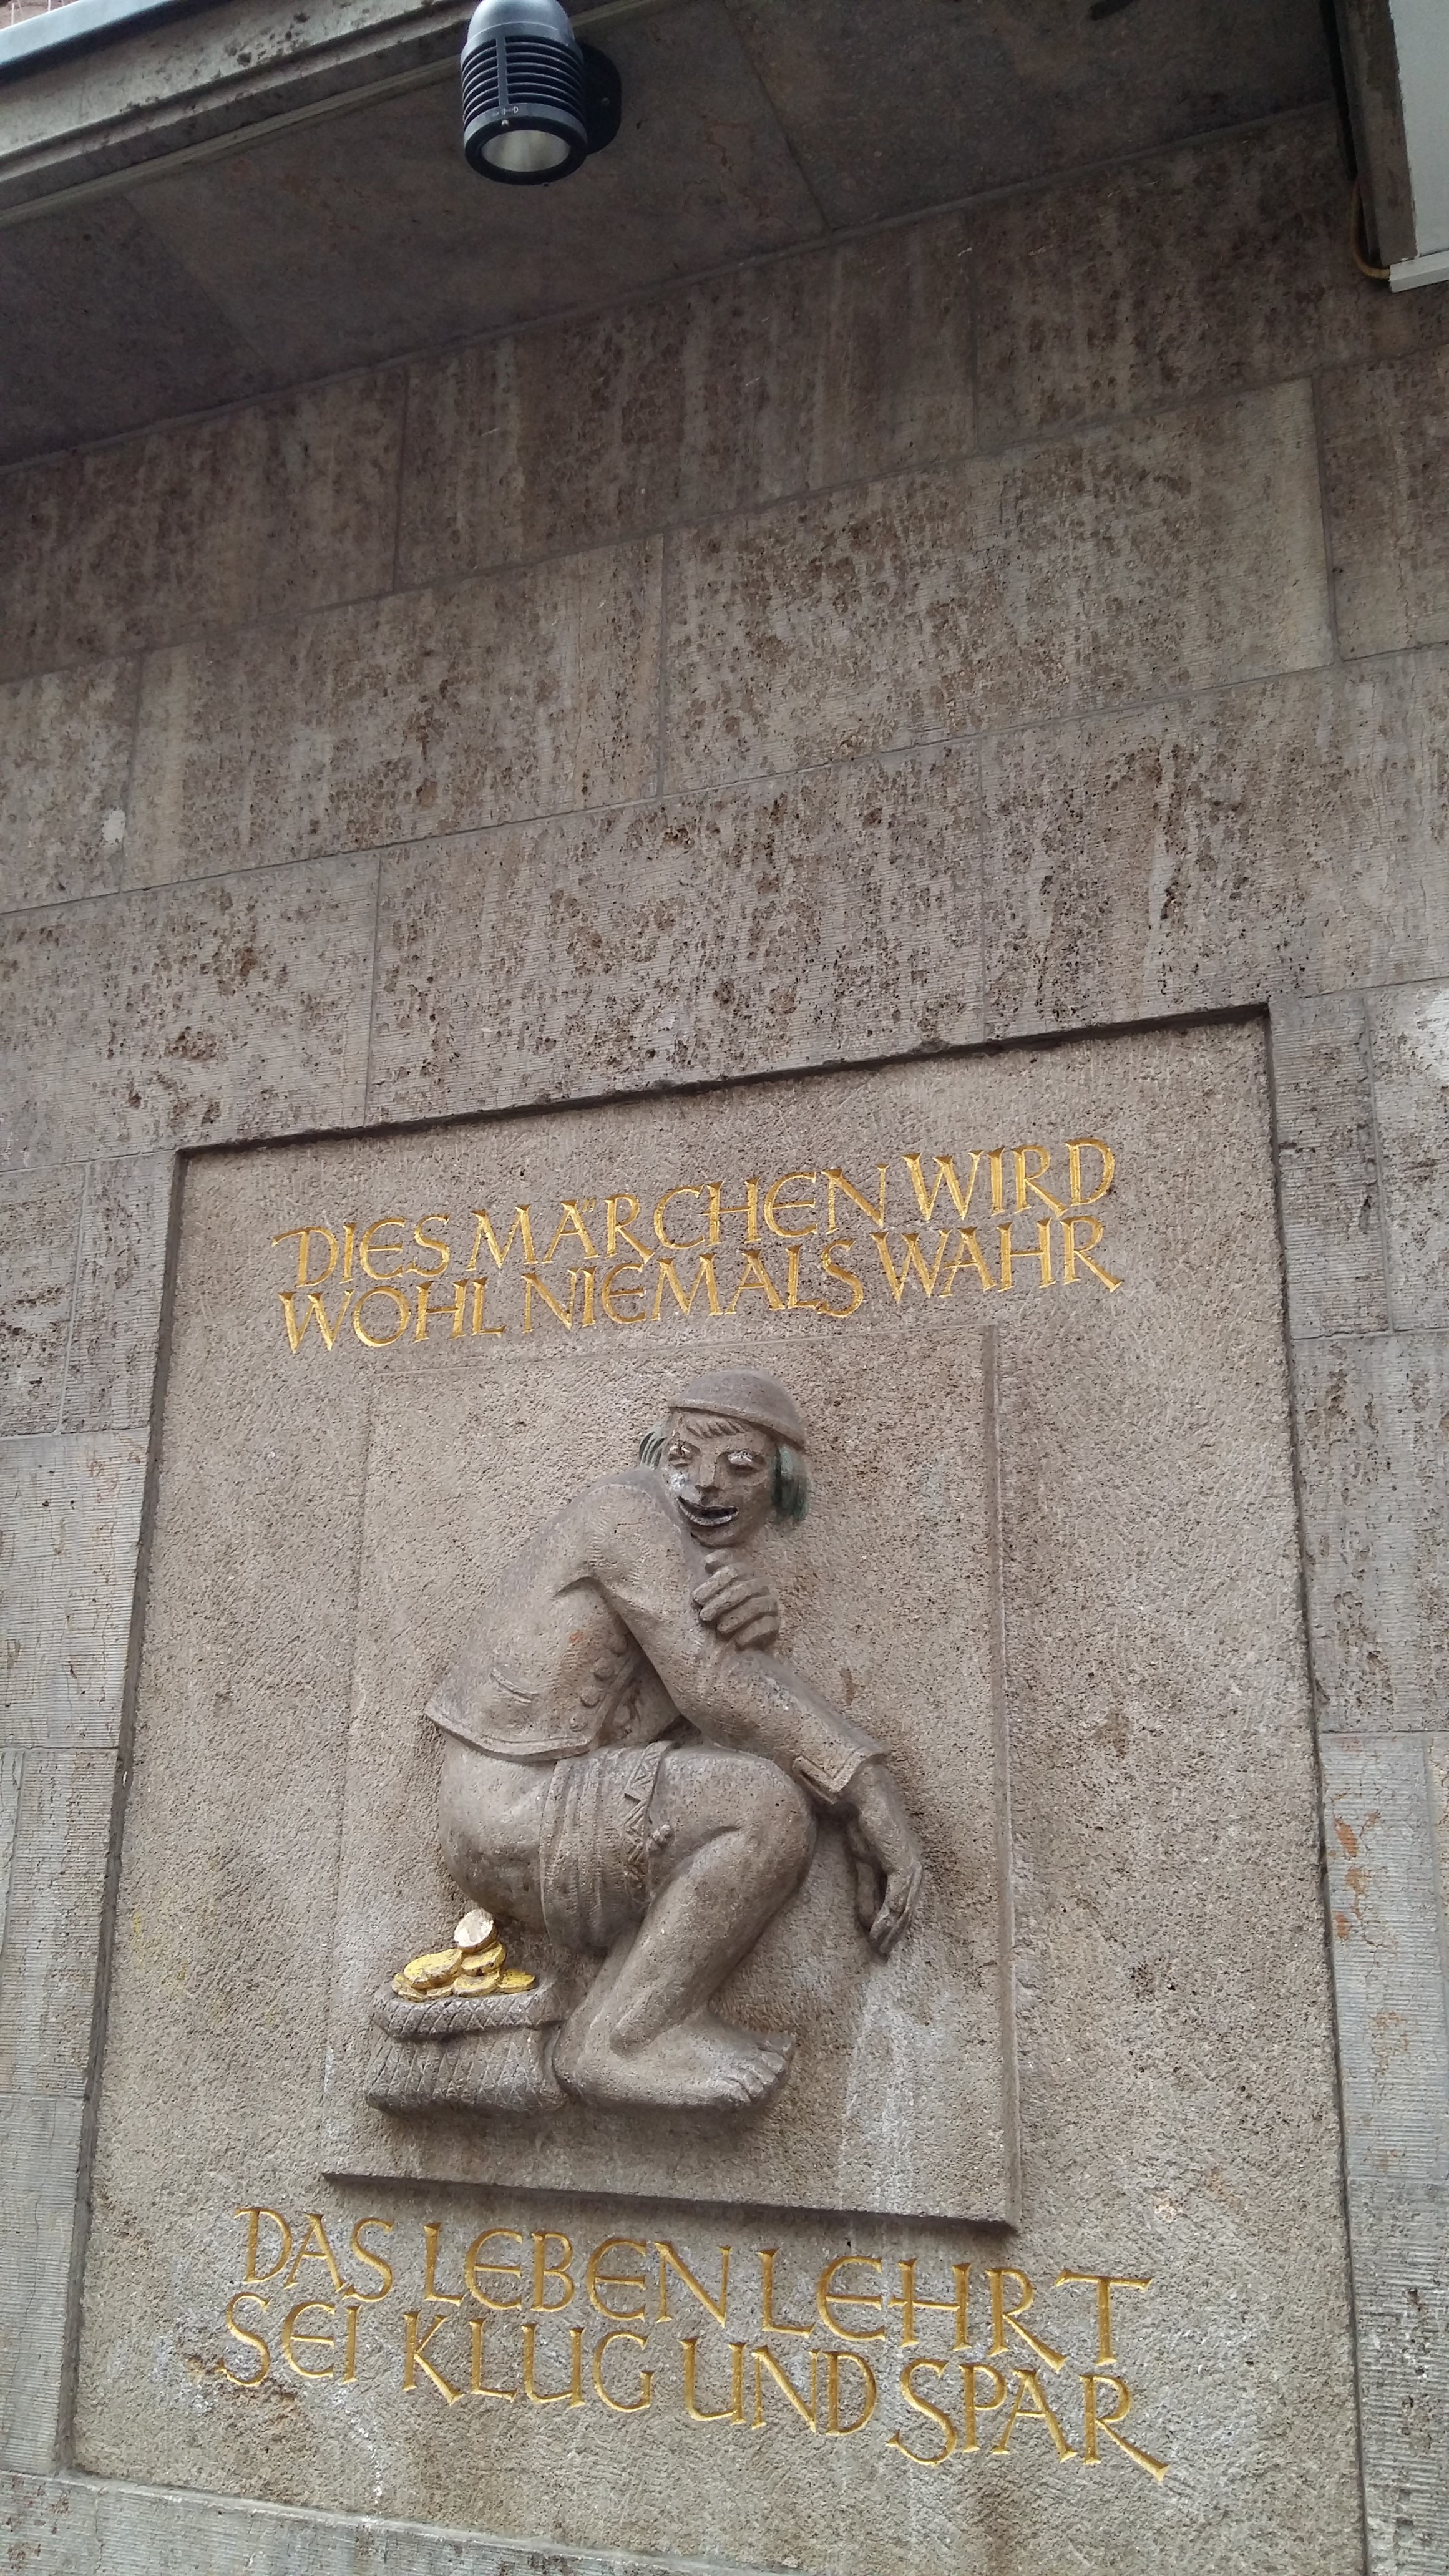 DIES MÄRCHEN WIRD
WOHL NIEMALS WAHR
DAS LEBEN LEHRT
SEI KLUG UND SPAR